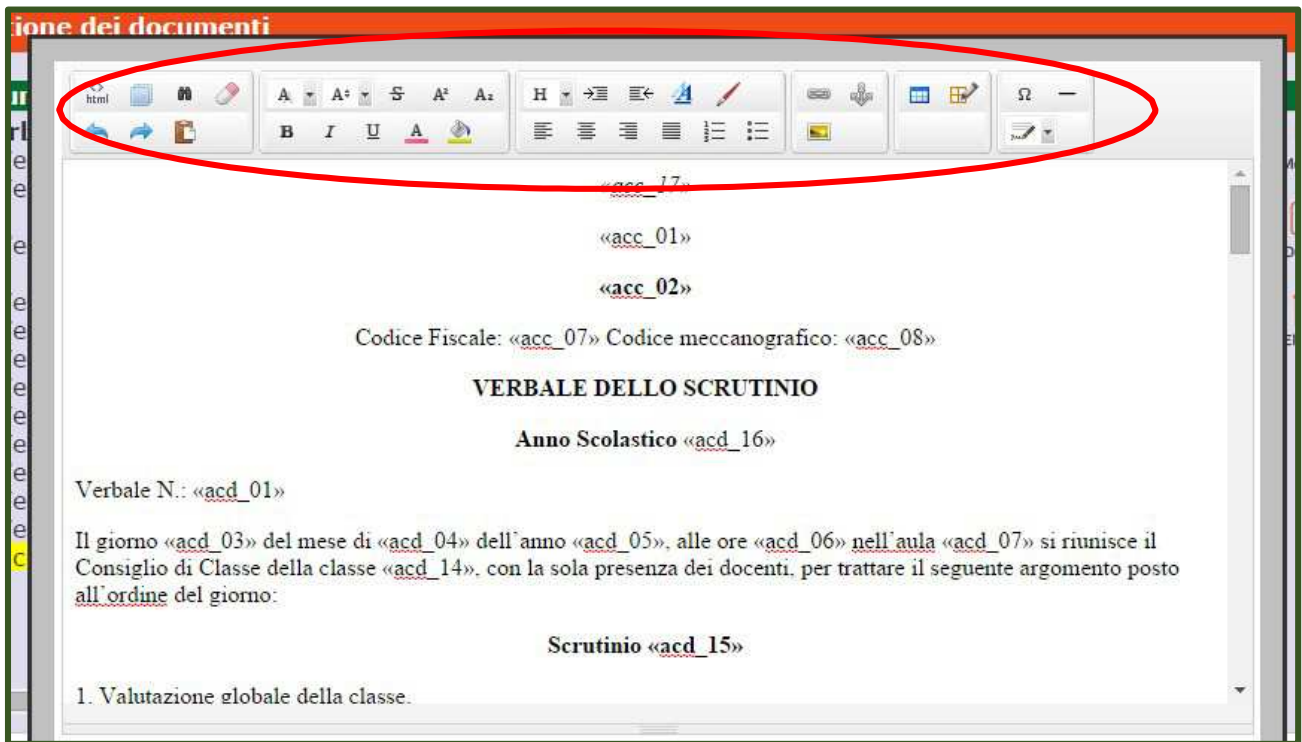 ione dei documenti
html A A S A² A₂ H A Ω —
B I U A
«acc_17»
«acc_01»
«acc_02»
Codice Fiscale: «acc_07» Codice meccanografico: «acc_08»
VERBALE DELLO SCRUTINIO
Anno Scolastico «acd_16»
Verbale N.: «acd_01»
Il giorno «acd_03» del mese di «acd_04» dell'anno «acd_05», alle ore «acd_06» nell'aula «acd_07» si riunisce il
Consiglio di Classe della classe «acd_14», con la sola presenza dei docenti, per trattare il seguente argomento posto
all'ordine del giorno:
Scrutinio «acd_15»
1. Valutazione globale della classe.